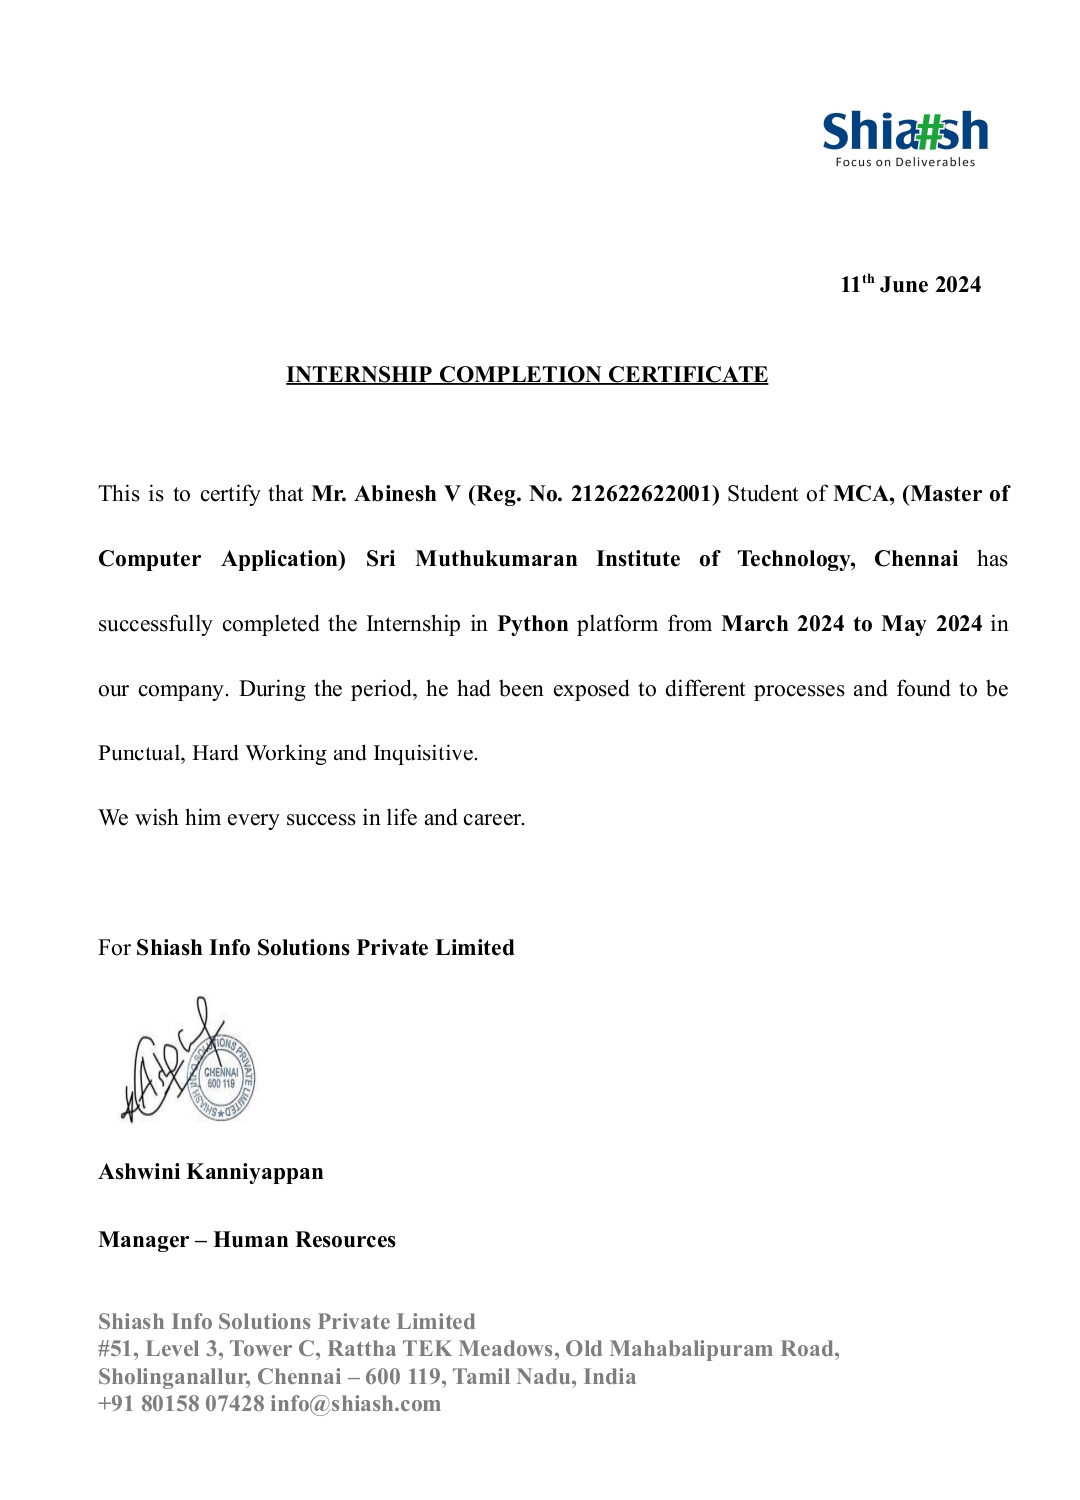 Shia#sh
Focus on Deliverables
11th June 2024
INTERNSHIP COMPLETION CERTIFICATE
This is to certify that Mr. Abinesh V (Reg. No. 212622622001) Student of MCA, (Master of
Computer Application) Sri Muthukumaran Institute of Technology, Chennai has
successfully completed the Internship in Python platform from March 2024 to May 2024 in
our company. During the period, he had been exposed to different processes and found to be
Punctual, Hard Working and Inquisitive.
We wish him every success in life and career.
For Shiash Info Solutions Private Limited
SHIASH INFO SOLUTIONS PRIVATE LIMITED
CHENNAI
600 119
Ashwini Kanniyappan
Manager – Human Resources
Shiash Info Solutions Private Limited
#51, Level 3, Tower C, Rattha TEK Meadows, Old Mahabalipuram Road,
Sholinganallur, Chennai – 600 119, Tamil Nadu, India
+91 80158 07428 info@shiash.com